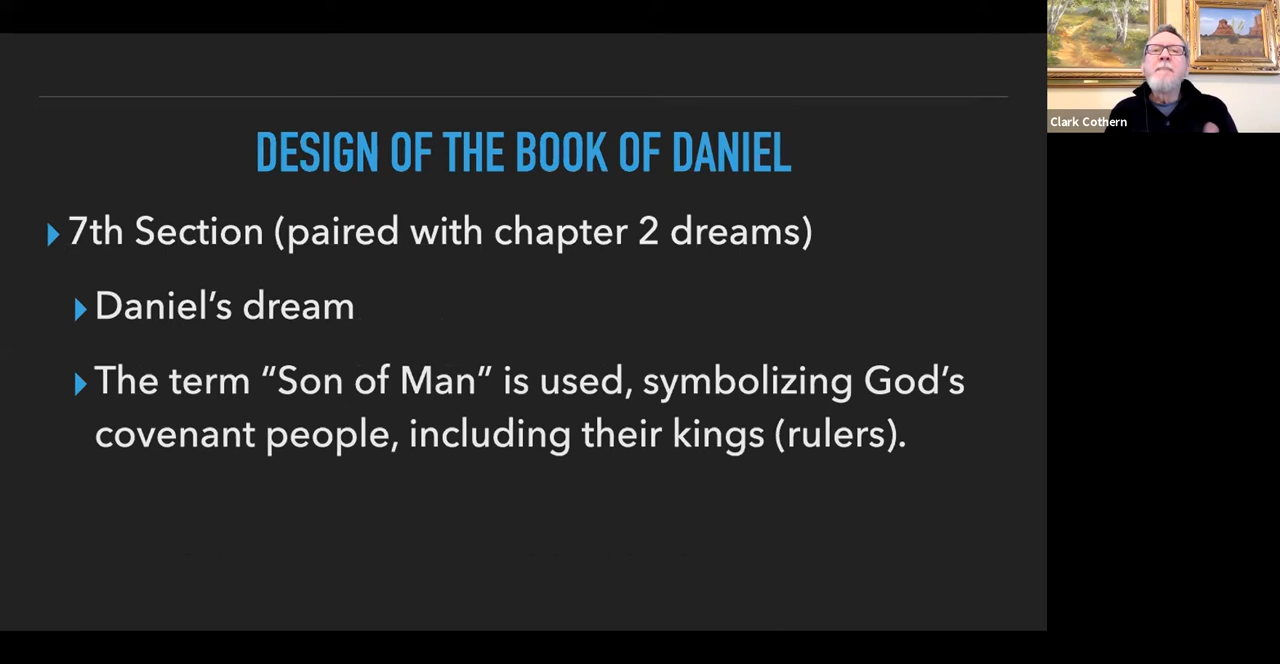 DESIGN OF THE BOOK OF DANIEL
7th Section (paired with chapter 2 dreams)
Daniel’s dream
The term “Son of Man” is used, symbolizing God’s
covenant people, including their kings (rulers).
Clark Cothern